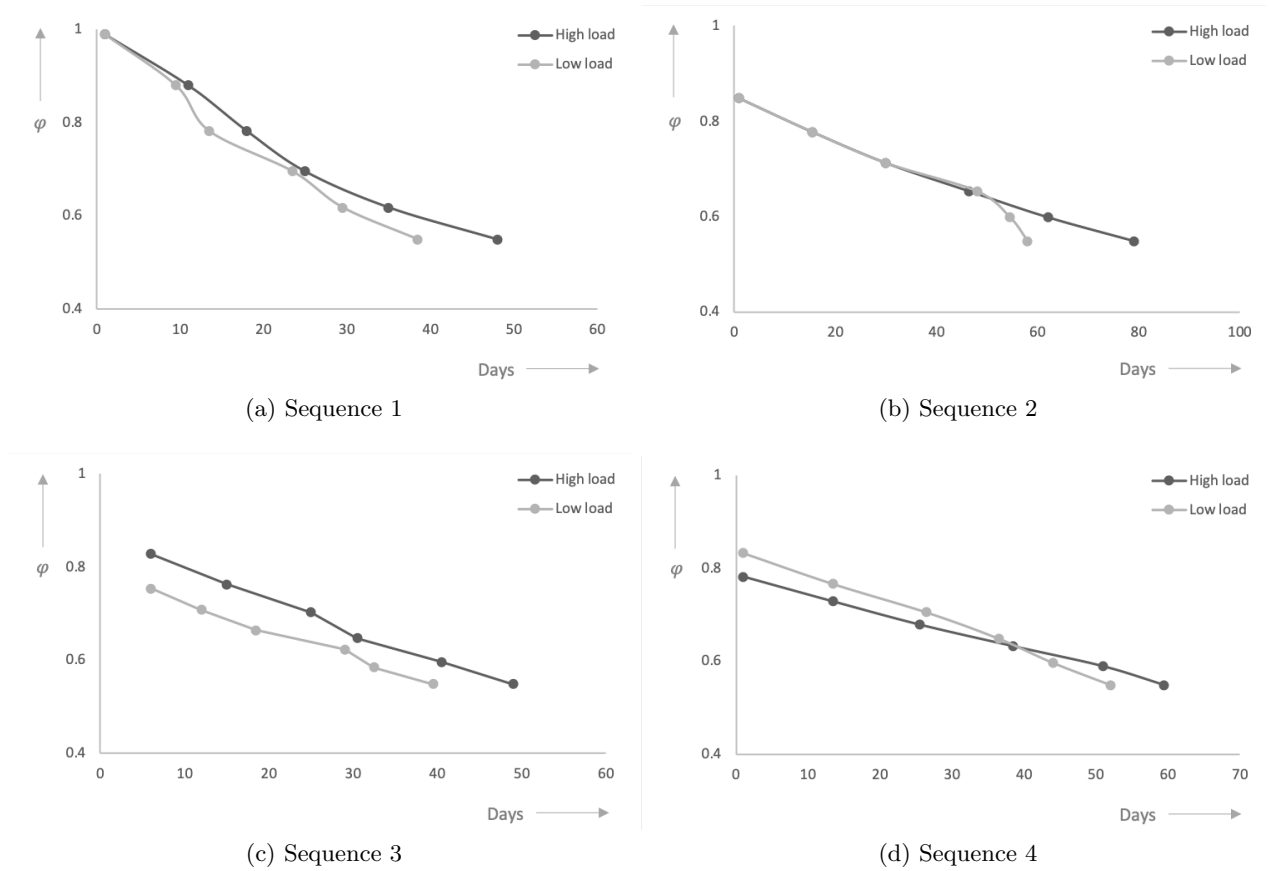 1
High load
Low load
φ
0.8
0.6
0.4
0 10 20 30 40 50 60
Days
(a) Sequence 1
1
High load
Low load
φ
0.8
0.6
0.4
0 20 40 60 80 100
Days
(b) Sequence 2
1
High load
Low load
φ
0.8
0.6
0.4
0 10 20 30 40 50 60
Days
(c) Sequence 3
1
High load
Low load
φ
0.8
0.6
0.4
0 10 20 30 40 50 60 70
Days
(d) Sequence 4